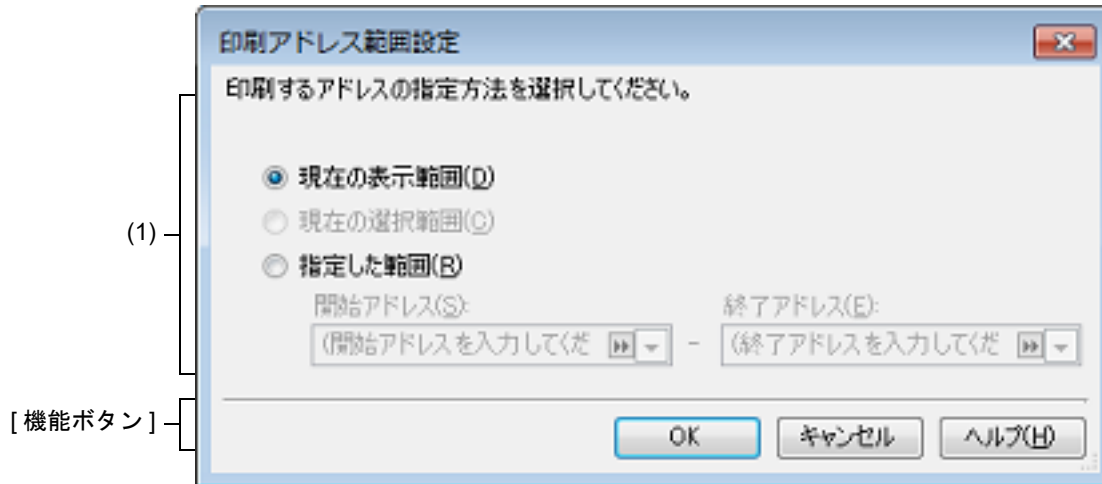 印刷アドレス範囲設定
印刷するアドレスの指定方法を選択してください。
現在の表示範囲(D)
(1)
現在の選択範囲(C)
指定した範囲(R)
開始アドレス(S): 終了アドレス(E):
(開始アドレスを入力してくだ - (終了アドレスを入力してくだ
[ 機能ボタン ]
OK キャンセル ヘルプ(H)